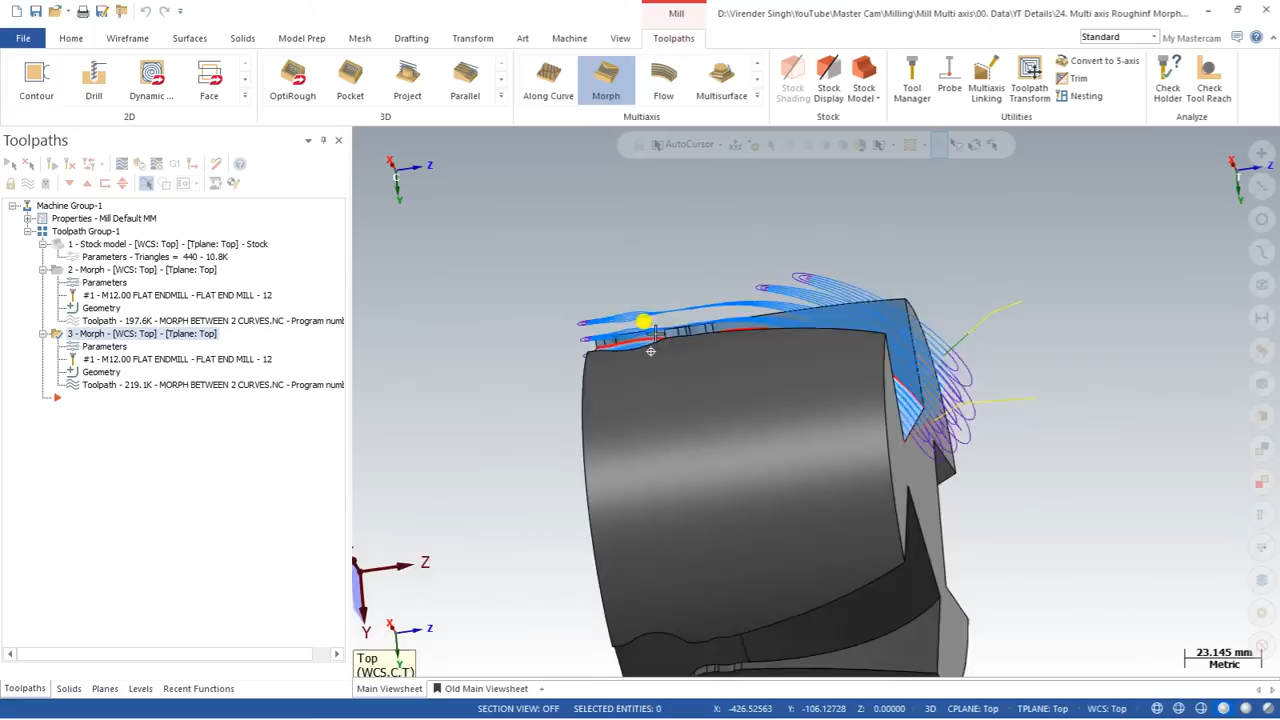 Mill
D:\Virender Singh\YouTube\Master Cam\Milling\Mill Multi axis\00. Data\YT Details\24. Multi axis Roughinf Morph...
File Home Wireframe Surfaces Solids Model Prep Mesh Drafting Transform Art Machine View Toolpaths
Standard My Mastercam
Contour Drill Dynamic ... Face OptiRough Pocket Project Parallel Along Curve Morph Flow Multisurface
Stock Shading Stock Display Stock Model Tool Manager Probe Multiaxis Linking Toolpath Transform
Convert to 5-axis
Trim
Nesting
Check Holder Check Tool Reach
2D 3D Multiaxis Stock Utilities Analyze
Toolpaths
AutoCursor
Machine Group-1
Properties - Mill Default MM
Toolpath Group-1
1 - Stock model - [WCS: Top] - [Tplane: Top] - Stock
Parameters - Triangles = 440 - 10.8K
2 - Morph - [WCS: Top] - [Tplane: Top]
Parameters
#1 - M12.00 FLAT ENDMILL - FLAT END MILL - 12
Geometry
Toolpath - 197.6K - MORPH BETWEEN 2 CURVES.NC - Program numb
3 - Morph - [WCS: Top] - [Tplane: Top]
Parameters
#1 - M12.00 FLAT ENDMILL - FLAT END MILL - 12
Geometry
Toolpath - 219.1K - MORPH BETWEEN 2 CURVES.NC - Program numb
X Z C Y
X Z T Y
Z
Y
X Z Y
Top
(WCS,C,T)
23.145 mm
Metric
Toolpaths Solids Planes Levels Recent Functions
Main Viewsheet Old Main Viewsheet +
SECTION VIEW: OFF SELECTED ENTITIES: 0 X: -426.52563 Y: -106.12728 Z: 0.00000 3D CPLANE: Top TPLANE: Top WCS: Top